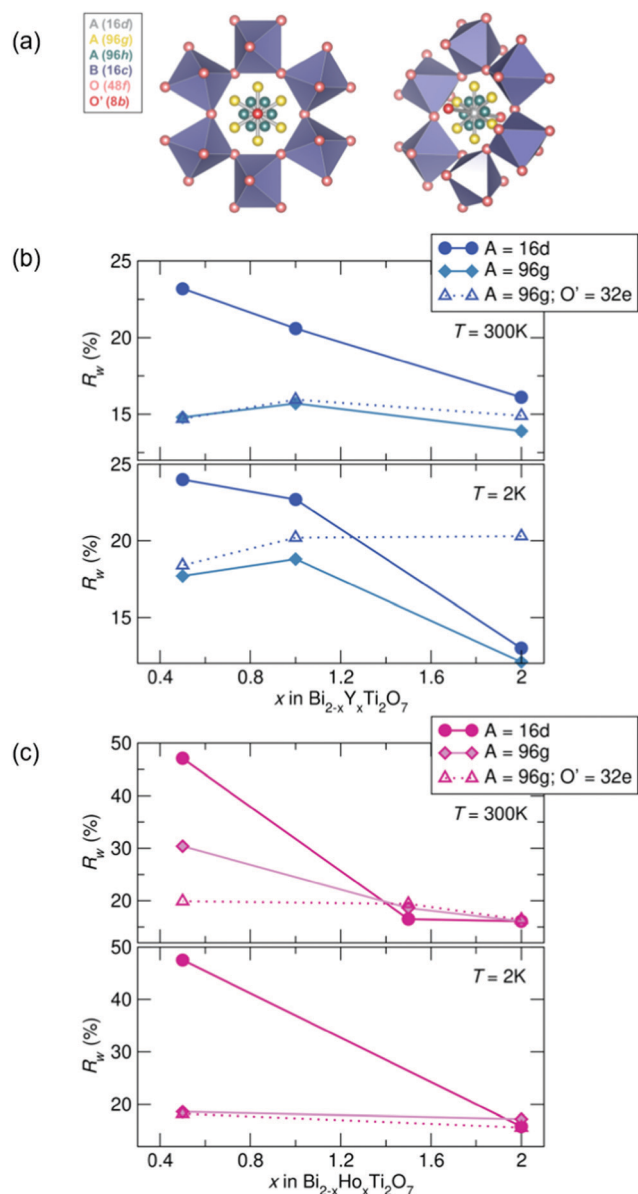 (a)
A (16d)
A (96g)
A (96h)
B (16c)
O (48f)
O' (8b)
(b)
A = 16d
A = 96g
A = 96g; O' = 32e
25
20
15
25
R_w (%)
T = 300K
20
15
R_w (%)
T = 2K
0.4 0.8 1.2 1.6 2
x in Bi₂₋ₓYₓTi₂O₇
(c)
A = 16d
A = 96g
A = 96g; O' = 32e
50
40
30
20
R_w (%)
T = 300K
50
40
30
20
R_w (%)
T = 2K
0.4 0.8 1.2 1.6 2
x in Bi₂₋ₓHoₓTi₂O₇